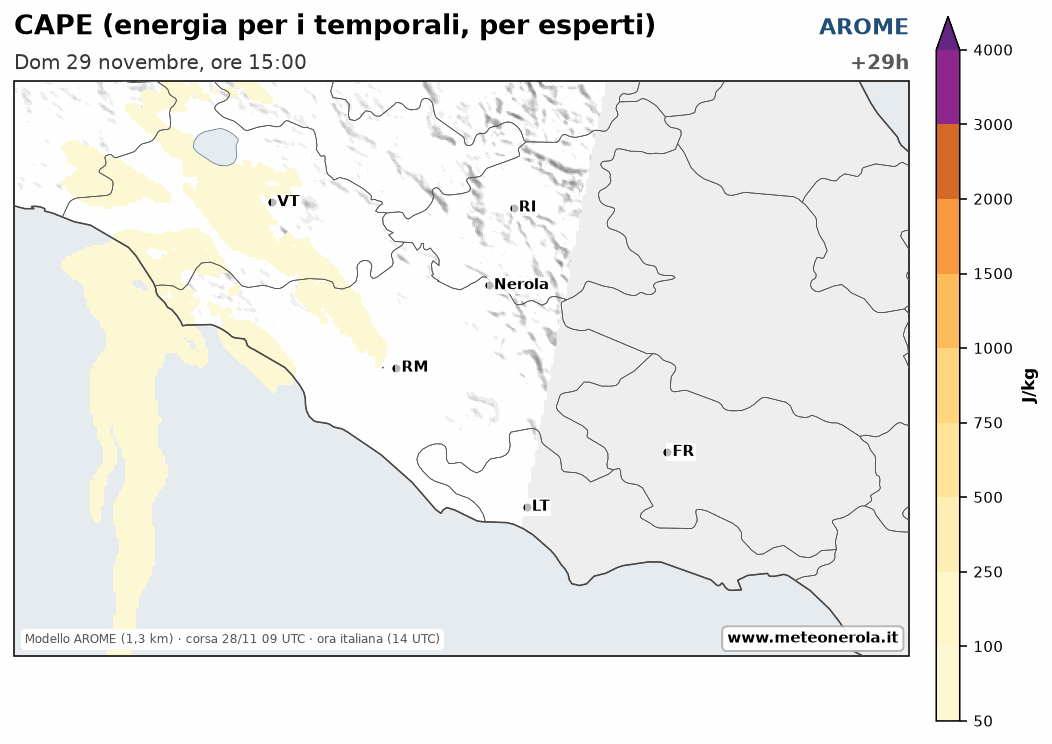 CAPE (energia per i temporali, per esperti)
AROME
Dom 29 novembre, ore 15:00
+29h
4000
3000
2000
1500
1000
750
500
250
100
50
J/kg
VT
RI
Nerola
RM
FR
LT
Modello AROME (1,3 km) · corsa 28/11 09 UTC · ora italiana (14 UTC)
www.meteonerola.it